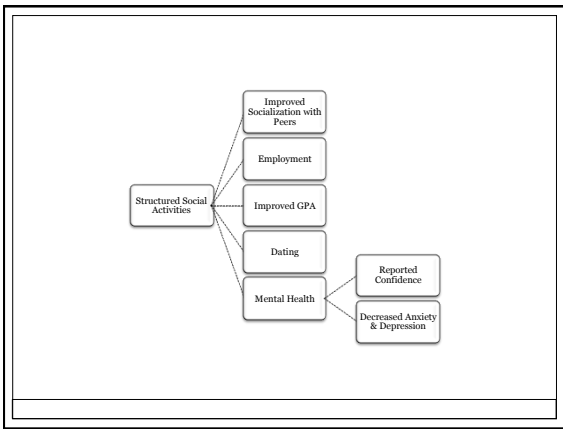 Improved
Socialization with
Peers
Employment
Structured Social
Activities
Improved GPA
Dating
Mental Health
Reported
Confidence
Decreased Anxiety
& Depression